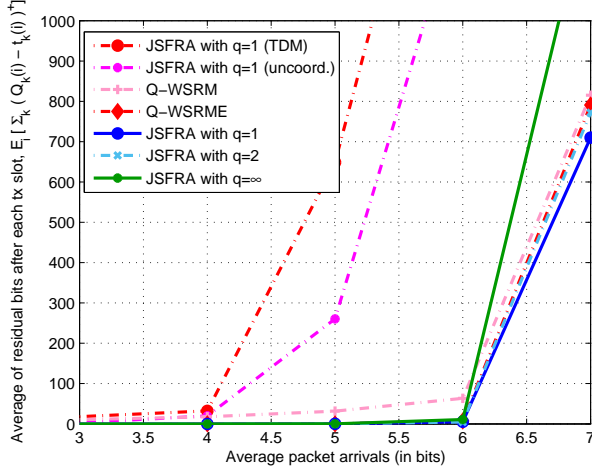 Average of residual bits after each tx slot, E_i [ Σ_k ( Q_k(i) − t_k(i) )^+]
1000
900
800
700
600
500
400
300
200
100
0
JSFRA with q=1 (TDM)
JSFRA with q=1 (uncoord.)
Q−WSRM
Q−WSRME
JSFRA with q=1
JSFRA with q=2
JSFRA with q=∞
3 3.5 4 4.5 5 5.5 6 6.5 7
Average packet arrivals (in bits)